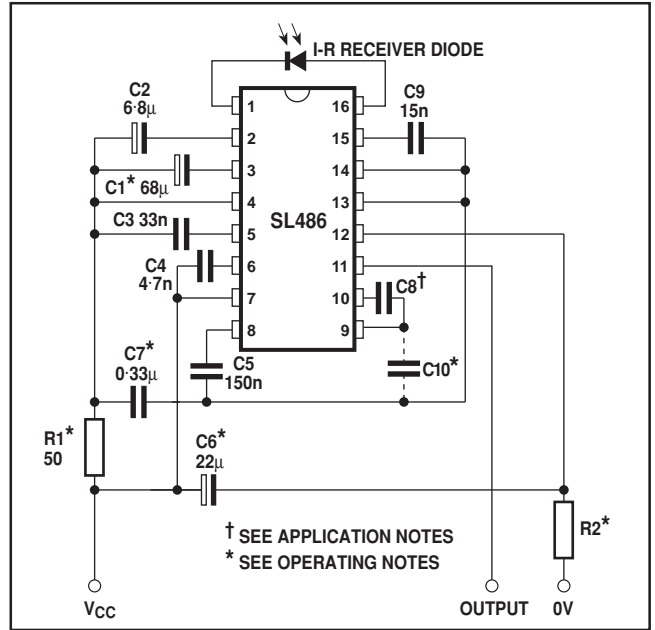 I-R RECEIVER DIODE
C2
6·8µ
C9
15n
1
16
2
15
3
14
C1* 68µ
4
13
SL486
C3 33n
5
12
C4
4·7n
6
11
C8†
7
10
8
9
C7*
0·33µ
C5
150n
C10*
R1*
50
C6*
22µ
R2*
† SEE APPLICATION NOTES
* SEE OPERATING NOTES
VCC
OUTPUT
0V